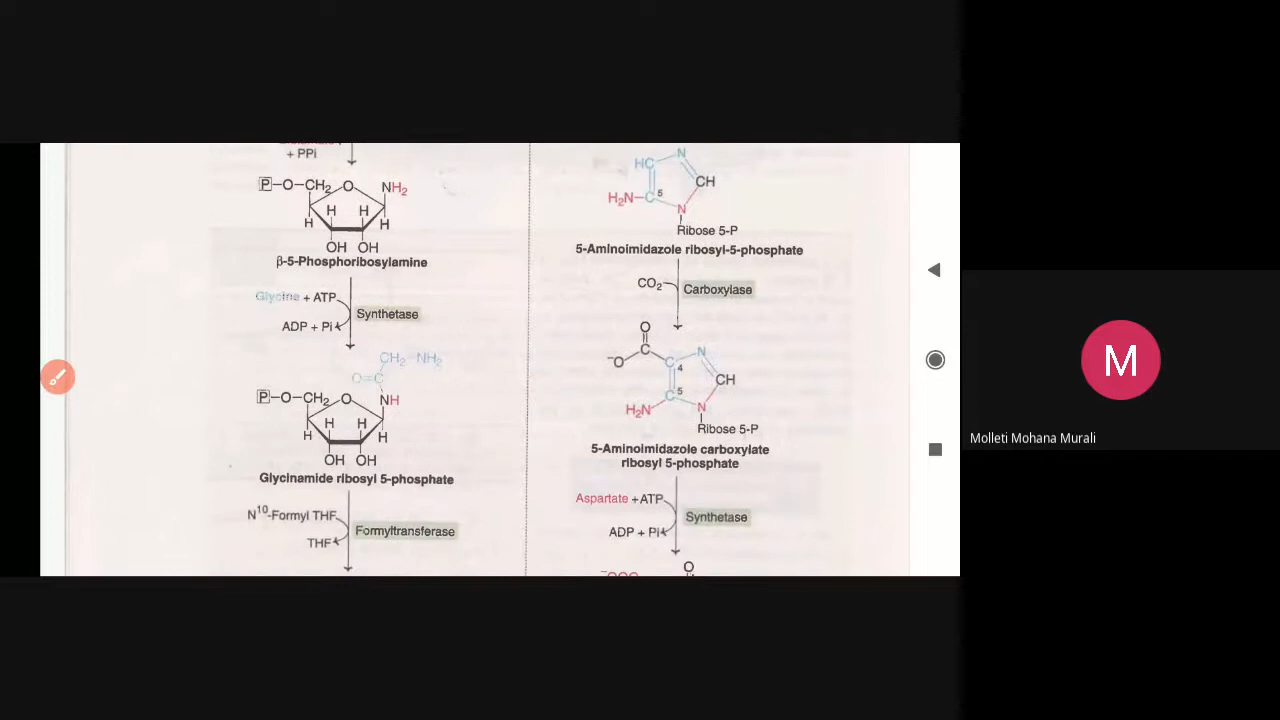 + PPi
P–O–CH₂ O NH₂
H H
H H
OH OH
β-5-Phosphoribosylamine
Glycine + ATP
Synthetase
ADP + Pi
CH₂–NH₂
O=C
P–O–CH₂ O NH
H H
H H
OH OH
Glycinamide ribosyl 5-phosphate
N¹⁰-Formyl THF
Formyltransferase
THF
HC N
CH
H₂N–C 5
N
Ribose 5-P
5-Aminoimidazole ribosyl-5-phosphate
CO₂
Carboxylase
O
⁻O C C 4 N
CH
H₂N C 5 N
Ribose 5-P
5-Aminoimidazole carboxylate
ribosyl 5-phosphate
Aspartate + ATP
Synthetase
ADP + Pi
O
M
Molleti Mohana Murali